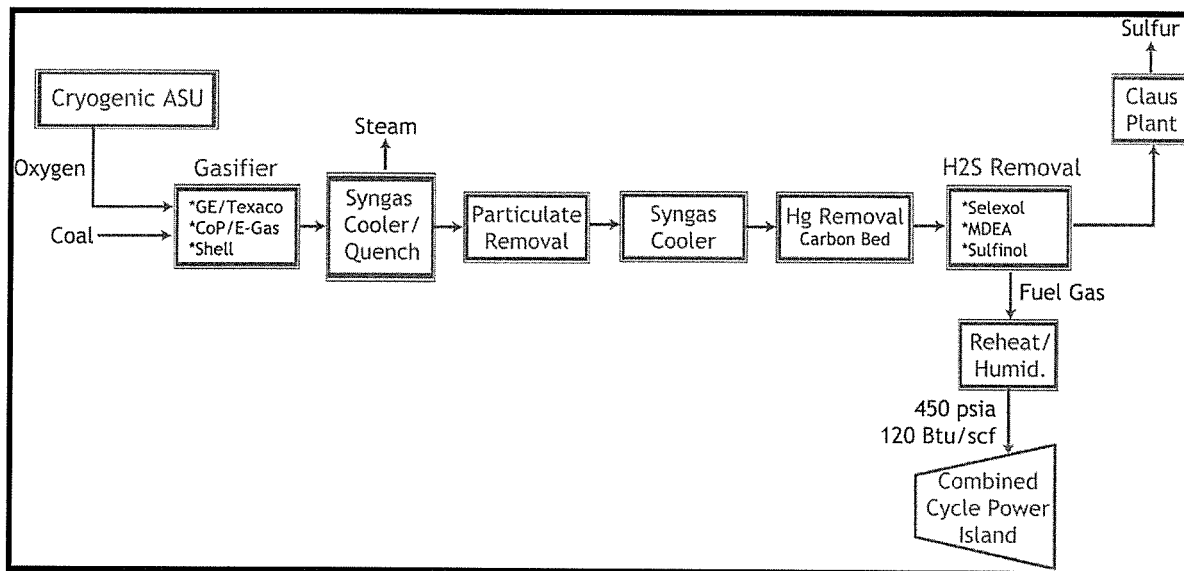 Sulfur
Cryogenic ASU
Claus
Plant
Steam
Oxygen
Gasifier
H2S Removal
*GE/Texaco
*CoP/E-Gas
*Shell
Coal
Syngas
Cooler/
Quench
Particulate
Removal
Syngas
Cooler
Hg Removal
Carbon Bed
*Selexol
*MDEA
*Sulfinol
Fuel Gas
Reheat/
Humid.
450 psia
120 Btu/scf
Combined
Cycle Power
Island